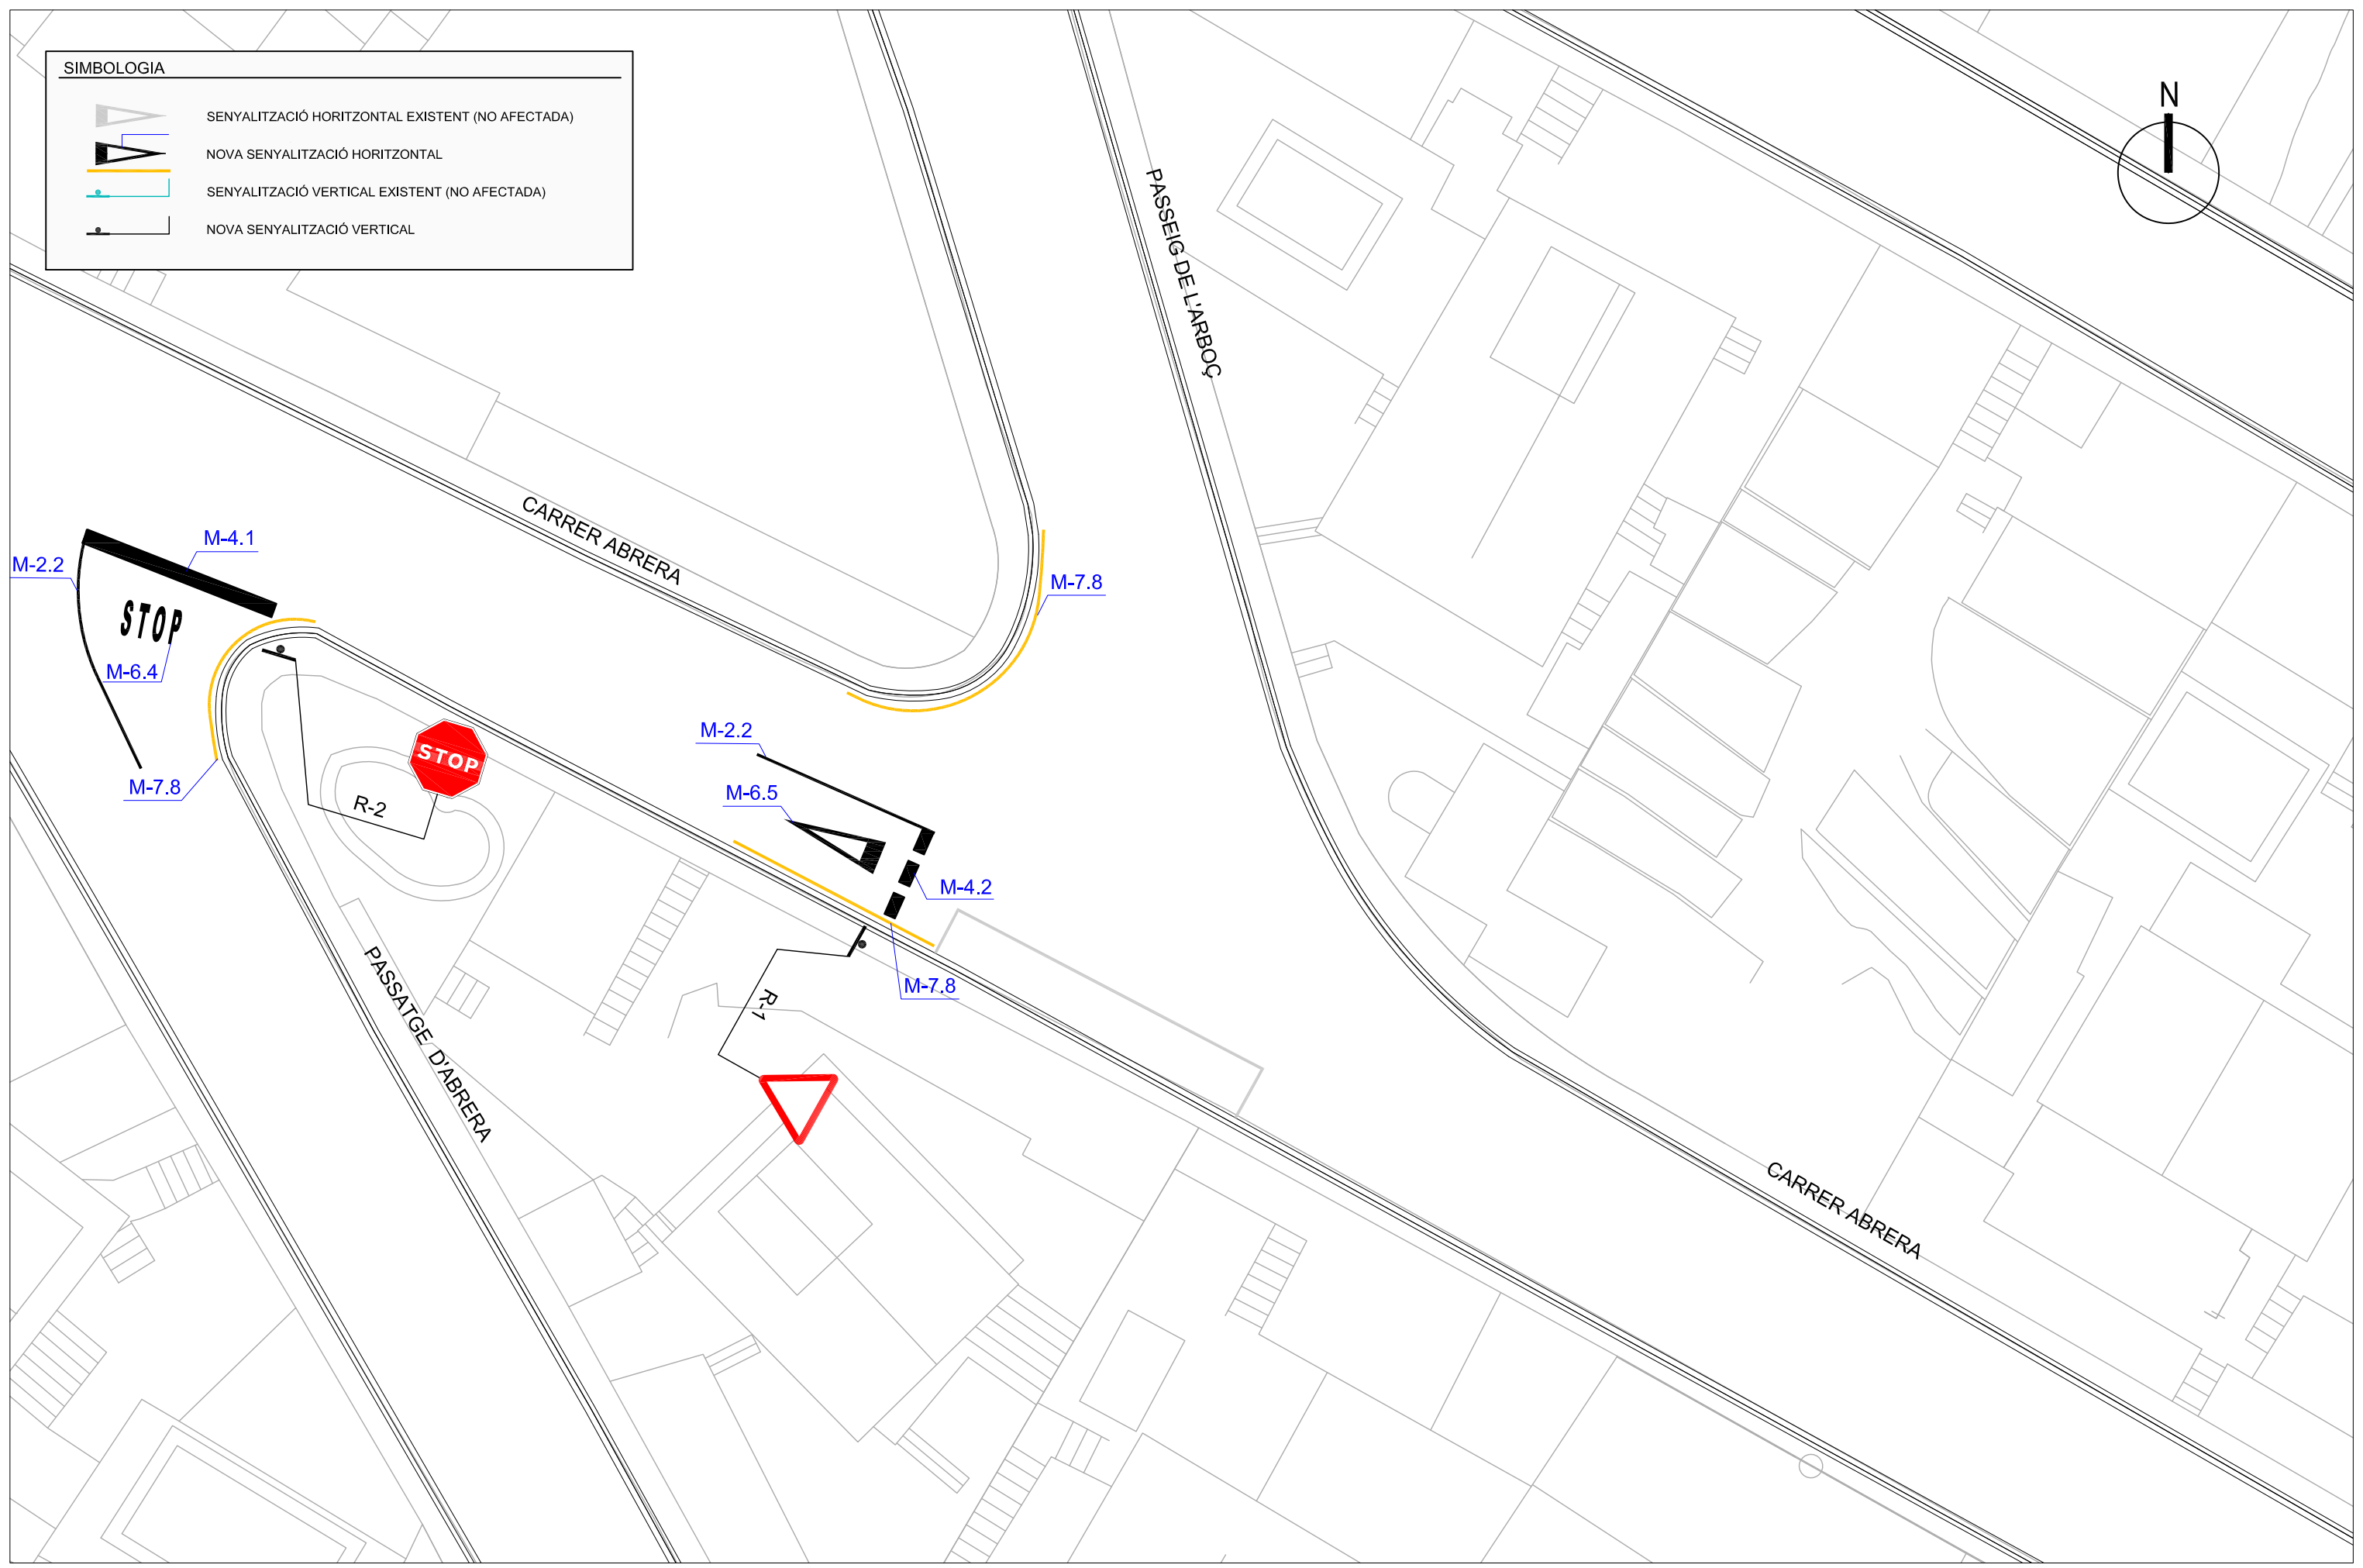 SIMBOLOGIA
SENYALITZACIÓ HORITZONTAL EXISTENT (NO AFECTADA)
NOVA SENYALITZACIÓ HORITZONTAL
SENYALITZACIÓ VERTICAL EXISTENT (NO AFECTADA)
NOVA SENYALITZACIÓ VERTICAL
N
PASSEIG DE L'ARBOÇ
CARRER ABRERA
M-4.1
M-2.2
STOP
M-6.4
M-7.8
M-7.8
STOP
R-2
M-2.2
M-6.5
M-4.2
M-7.8
R-1
PASSATGE D'ABRERA
CARRER ABRERA